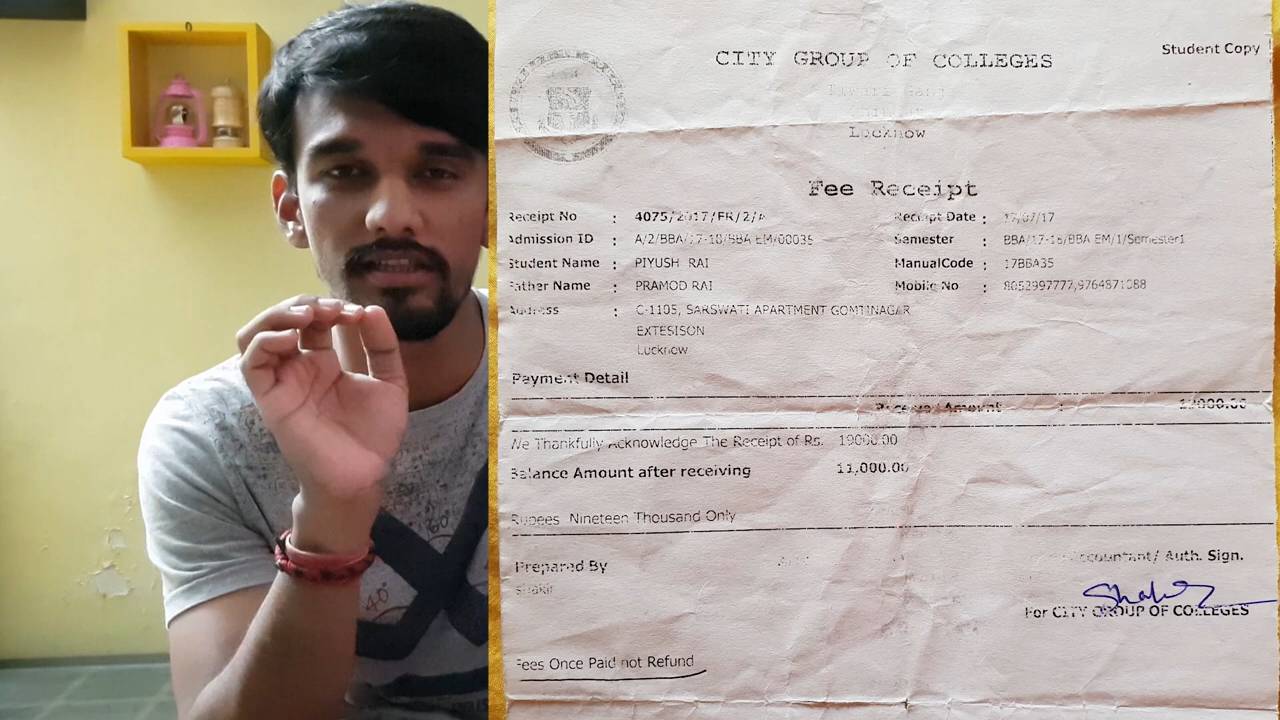 Student Copy
CITY GROUP OF COLLEGES
Lucknow
Fee Receipt
Receipt No : 4075/2017/FR/2/A Receipt Date : 17/07/17
Admission ID : A/2/BBA/17-18/BBA EM/00035 Semester : BBA/17-18/BBA EM/1/Semester1
Student Name : PIYUSH RAI ManualCode : 17BBA35
Father Name : PRAMOD RAI Mobile No : 8052997777,9764871088
Address : C-1105, SARSWATI APARTMENT GOMTINAGAR
EXTESISON
Lucknow
Payment Detail
Receive Amount : 19000.00
We Thankfully Acknowledge The Receipt of Rs. 19000.00
Balance Amount after receiving 11,000.00
Rupees Nineteen Thousand Only
Prepared By Accountant/ Auth. Sign.
Shakir
For CITY GROUP OF COLLEGES
Fees Once Paid not Refund